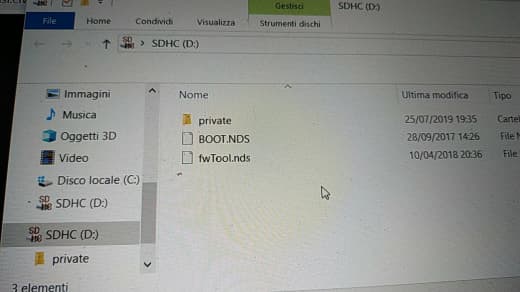 Gestisci
SDHC (D:)
File
Home
Condividi
Visualizza
Strumenti dischi
SDHC (D:)
Nome
Ultima modifica
Tipo
Immagini
Musica
Oggetti 3D
Video
Disco locale (C:)
SDHC (D:)
SDHC (D:)
private
private
25/07/2019 19:35
Cartel
BOOT.NDS
28/09/2017 14:26
File N
fwTool.nds
10/04/2018 20:36
File
3 elementi